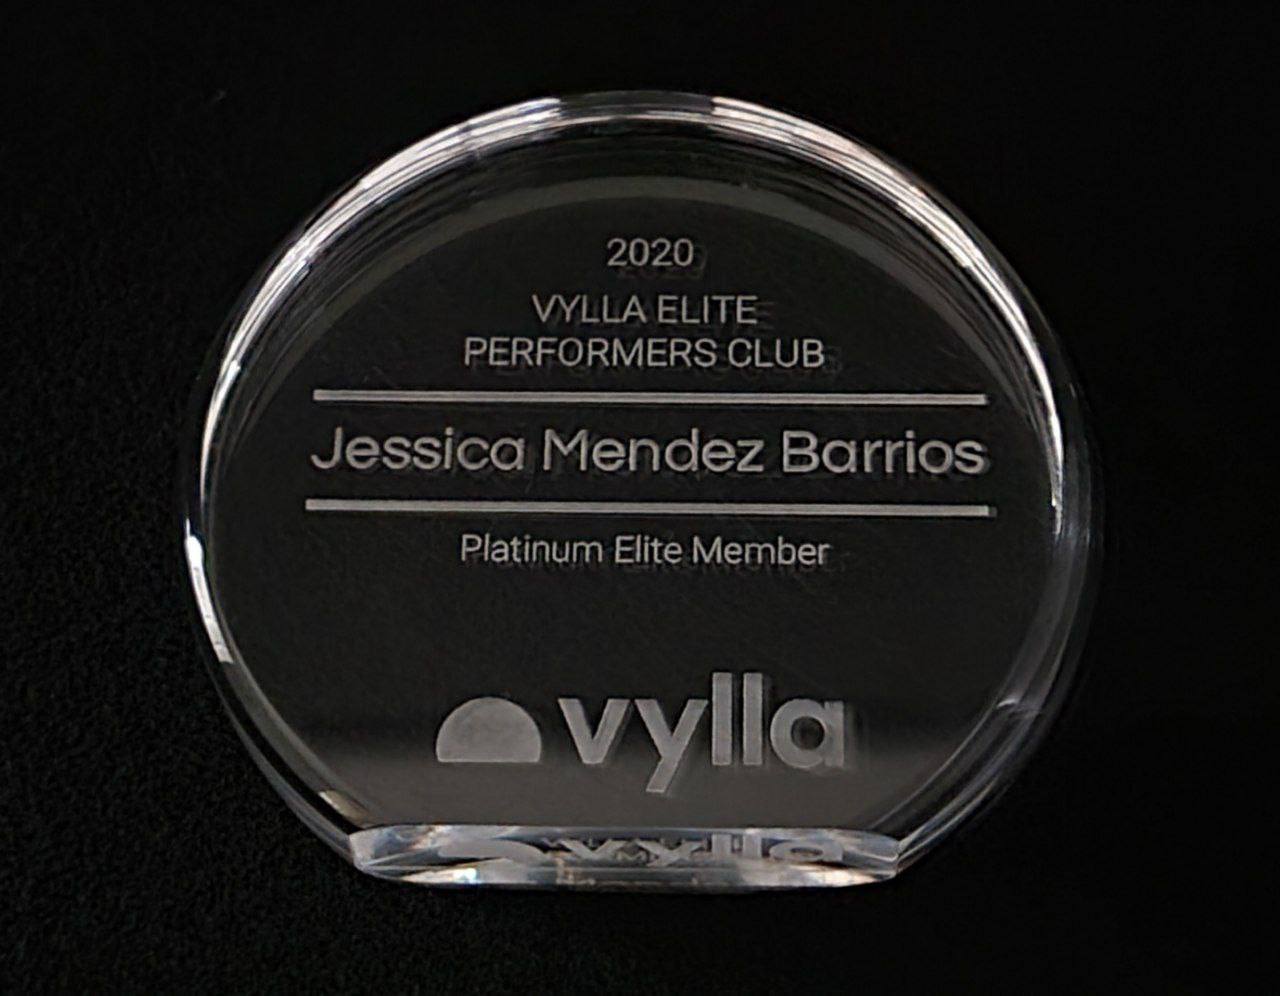 2020
VYLLA ELITE
PERFORMERS CLUB
Jessica Mendez Barrios
Platinum Elite Member
vylla